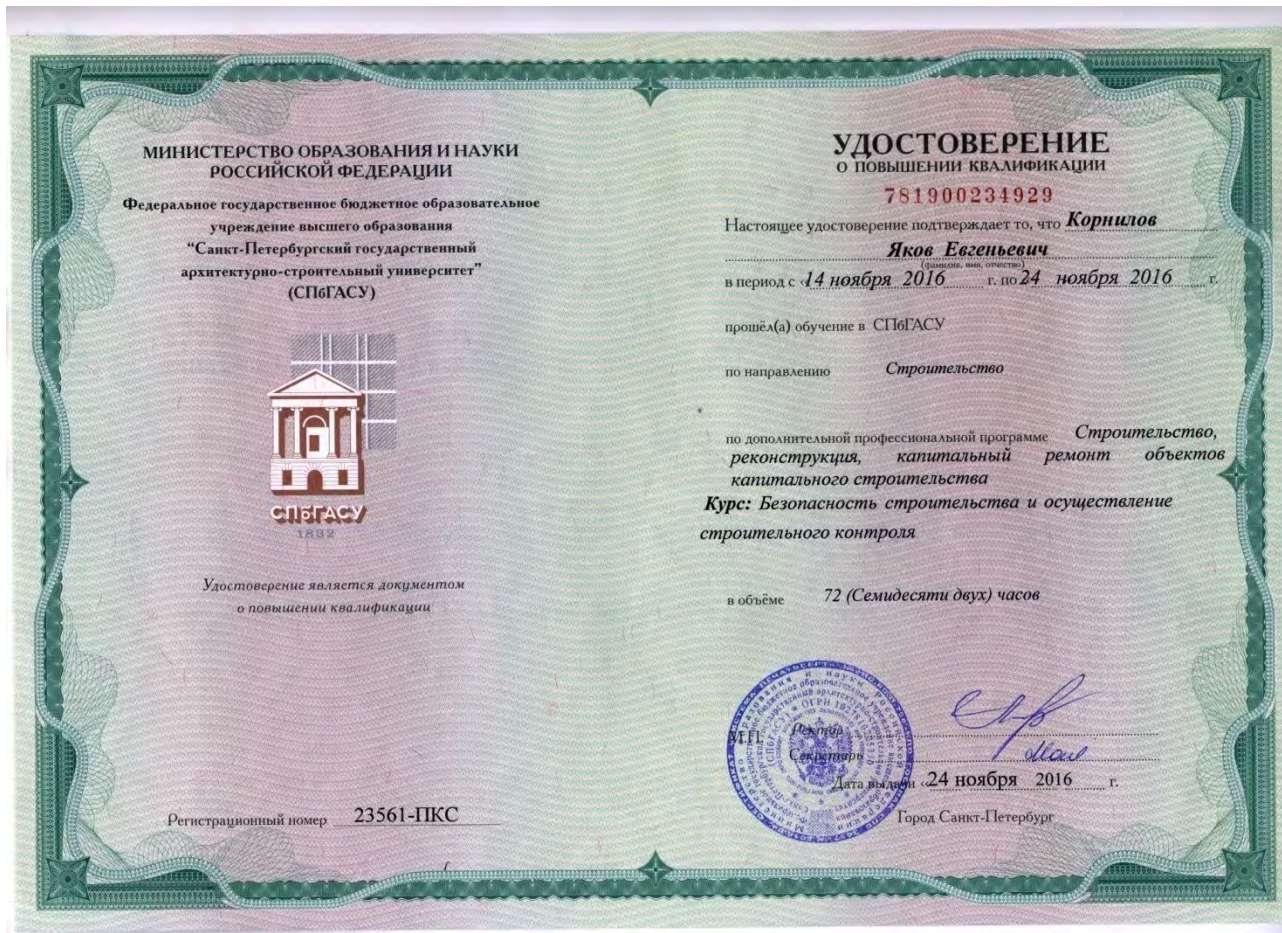 МИНИСТЕРСТВО ОБРАЗОВАНИЯ И НАУКИ
РОССИЙСКОЙ ФЕДЕРАЦИИ
Федеральное государственное бюджетное образовательное
учреждение высшего образования
"Санкт-Петербургский государственный
архитектурно-строительный университет"
(СПбГАСУ)
СПбГАСУ
1832
Удостоверение является документом
о повышении квалификации
Регистрационный номер 23561-ПКС
УДОСТОВЕРЕНИЕ
О ПОВЫШЕНИИ КВАЛИФИКАЦИИ
781900234929
Настоящее удостоверение подтверждает то, что Корнилов
Яков Евгеньевич
(фамилия, имя, отчество)
в период с «14 ноября 2016 г. по 24 ноября 2016 г.
прошёл(а) обучение в СПбГАСУ
по направлению Строительство
по дополнительной профессиональной программе Строительство,
реконструкция, капитальный ремонт объектов
капитального строительства
Курс: Безопасность строительства и осуществление
строительного контроля
в объёме 72 (Семидесяти двух) часов
М.П. Ректор
Секретарь
Дата выдачи «24 ноября 2016 г.
Город Санкт-Петербург